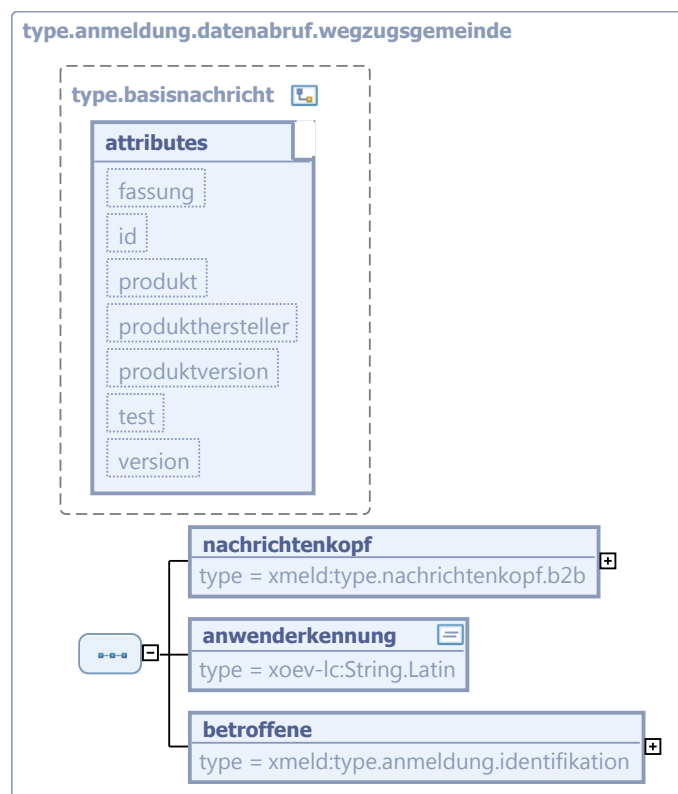 type.anmeldung.datenabruf.wegzugsgemeinde
type.basisnachricht
attributes
fassung
id
produkt
produkthersteller
produktversion
test
version
nachrichtenkopf
type = xmeld:type.nachrichtenkopf.b2b
anwenderkennung
type = xoev-lc:String.Latin
betroffene
type = xmeld:type.anmeldung.identifikation